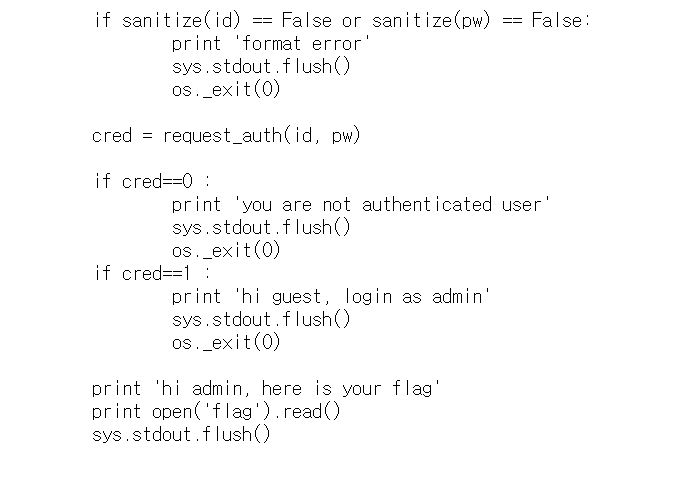 if sanitize(id) == False or sanitize(pw) == False:
print 'format error'
sys.stdout.flush()
os._exit(0)
cred = request_auth(id, pw)
if cred==0 :
print 'you are not authenticated user'
sys.stdout.flush()
os._exit(0)
if cred==1 :
print 'hi guest, login as admin'
sys.stdout.flush()
os._exit(0)
print 'hi admin, here is your flag'
print open('flag').read()
sys.stdout.flush()